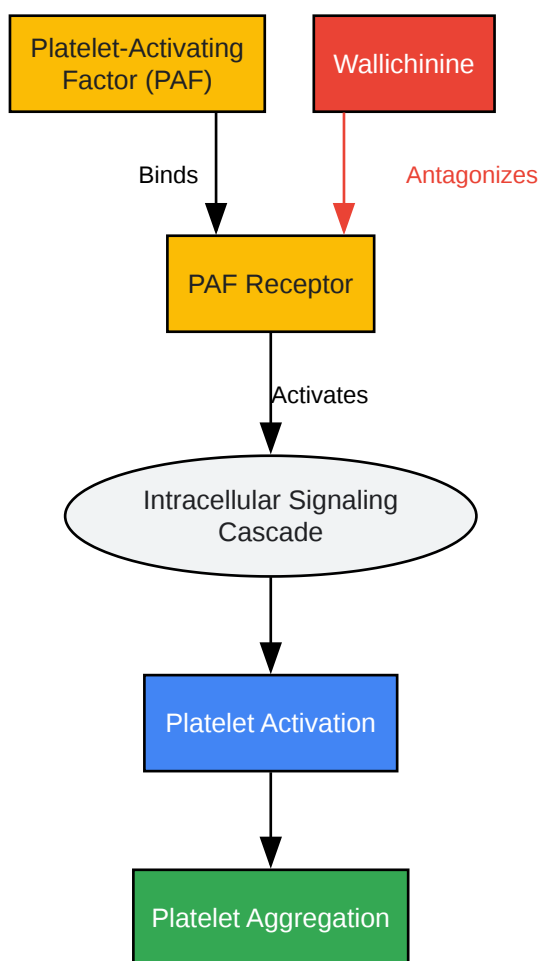 Platelet-Activating
Factor (PAF)
Wallichinine
Binds
Antagonizes
PAF Receptor
Activates
Intracellular Signaling
Cascade
Platelet Activation
Platelet Aggregation